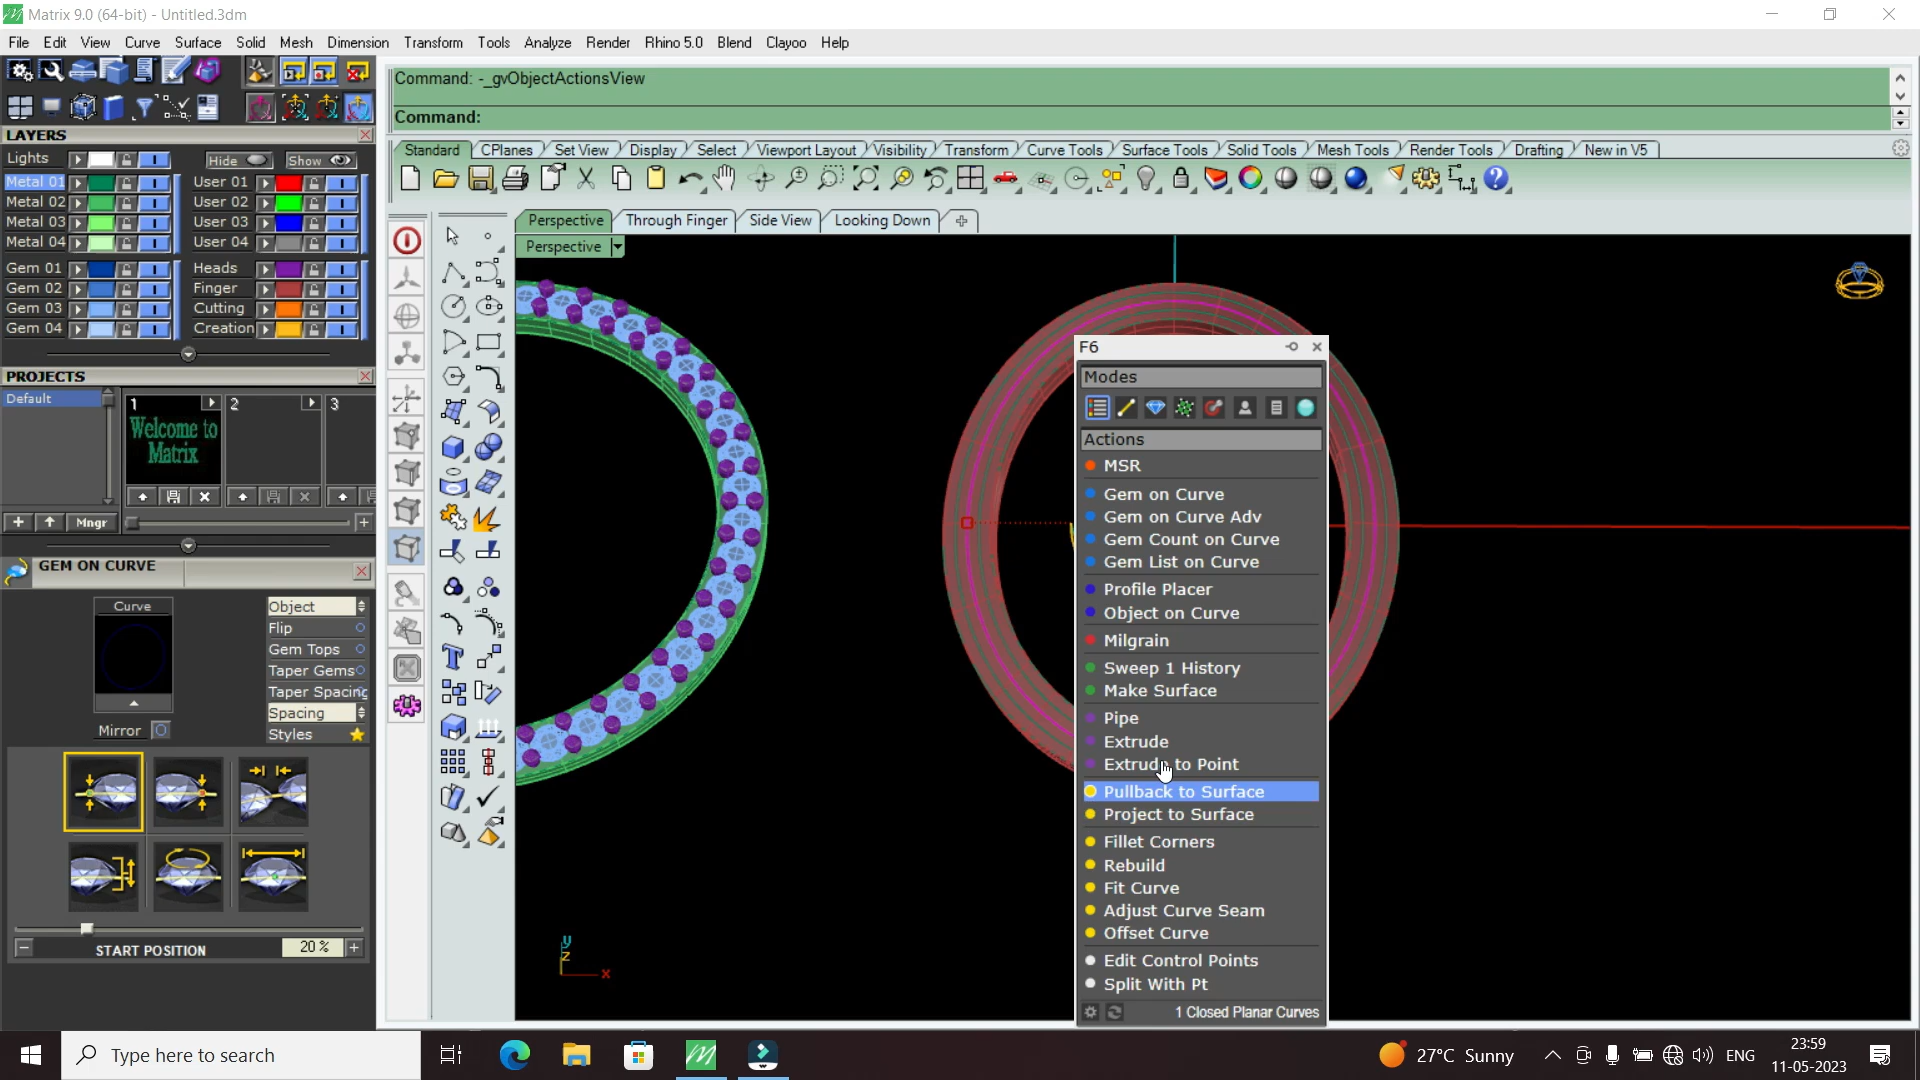 Matrix 9.0 (64-bit) - Untitled.3dm
File Edit View Curve Surface Solid Mesh Dimension Transform Tools Analyze Render Rhino 5.0 Blend Clayoo Help
Command: -_gvObjectActionsView
Command:
LAYERS
Standard CPlanes Set View Display Select Viewport Layout Visibility Transform Curve Tools Surface Tools Solid Tools Mesh Tools Render Tools Drafting New in V5
Lights Hide Show
Metal 01 User 01
Metal 02 User 02
Metal 03 User 03
Metal 04 User 04
Gem 01 Heads
Gem 02 Finger
Gem 03 Cutting
Gem 04 Creation
Perspective Through Finger Side View Looking Down
Perspective
PROJECTS
Default
1 2 3
Welcome to
Matrix
Mngr
GEM ON CURVE
Curve
Object
Flip
Gem Tops
Taper Gems
Taper Spacing
Spacing
Mirror
Styles
START POSITION 20 %
F6
Modes
Actions
MSR
Gem on Curve
Gem on Curve Adv
Gem Count on Curve
Gem List on Curve
Profile Placer
Object on Curve
Milgrain
Sweep 1 History
Make Surface
Pipe
Extrude
Extrude to Point
Pullback to Surface
Project to Surface
Fillet Corners
Rebuild
Fit Curve
Adjust Curve Seam
Offset Curve
Edit Control Points
Split With Pt
1 Closed Planar Curves
y
z
x
Type here to search
27°C Sunny
ENG
23:59
11-05-2023